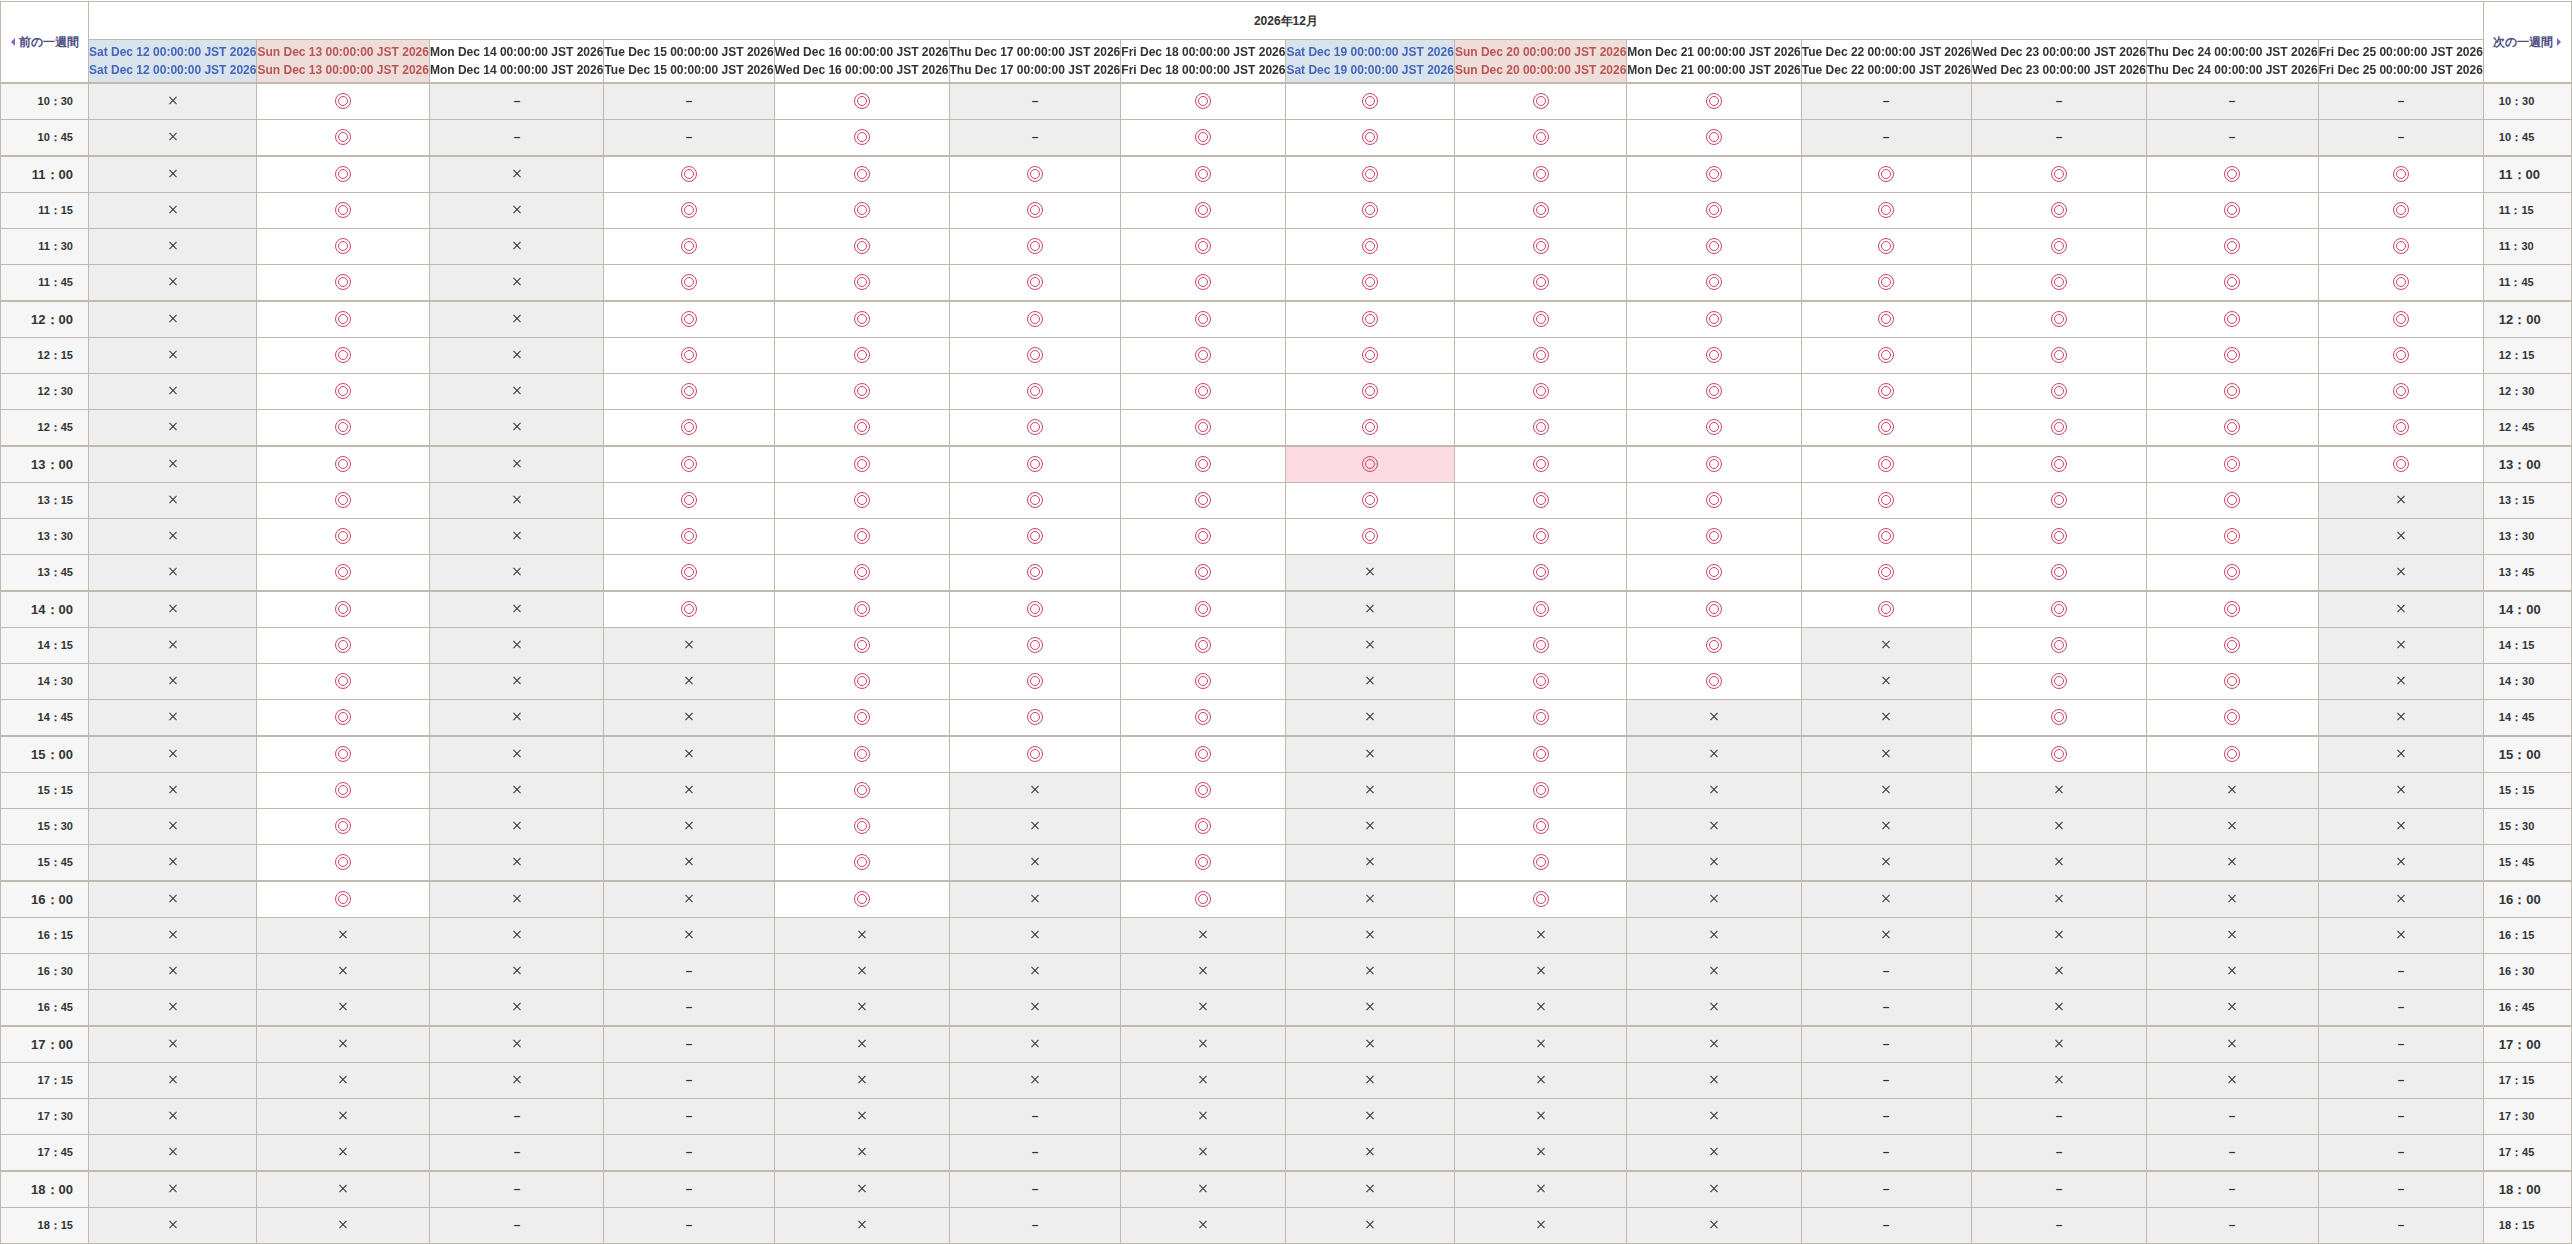 2026年12月
前の一週間 Sat Dec 12 00:00:00 JST 2026 Sun Dec 13 00:00:00 JST 2026 Mon Dec 14 00:00:00 JST 2026 Tue Dec 15 00:00:00 JST 2026 Wed Dec 16 00:00:00 JST 2026 Thu Dec 17 00:00:00 JST 2026 Fri Dec 18 00:00:00 JST 2026 Sat Dec 19 00:00:00 JST 2026 Sun Dec 20 00:00:00 JST 2026 Mon Dec 21 00:00:00 JST 2026 Tue Dec 22 00:00:00 JST 2026 Wed Dec 23 00:00:00 JST 2026 Thu Dec 24 00:00:00 JST 2026 Fri Dec 25 00:00:00 JST 2026 次の一週間
Sat Dec 12 00:00:00 JST 2026 Sun Dec 13 00:00:00 JST 2026 Mon Dec 14 00:00:00 JST 2026 Tue Dec 15 00:00:00 JST 2026 Wed Dec 16 00:00:00 JST 2026 Thu Dec 17 00:00:00 JST 2026 Fri Dec 18 00:00:00 JST 2026 Sat Dec 19 00:00:00 JST 2026 Sun Dec 20 00:00:00 JST 2026 Mon Dec 21 00:00:00 JST 2026 Tue Dec 22 00:00:00 JST 2026 Wed Dec 23 00:00:00 JST 2026 Thu Dec 24 00:00:00 JST 2026 Fri Dec 25 00:00:00 JST 2026
10：30 × ◎ － － ◎ － ◎ ◎ ◎ ◎ － － － － 10：30
10：45 × ◎ － － ◎ － ◎ ◎ ◎ ◎ － － － － 10：45
11：00 × ◎ × ◎ ◎ ◎ ◎ ◎ ◎ ◎ ◎ ◎ ◎ ◎ 11：00
11：15 × ◎ × ◎ ◎ ◎ ◎ ◎ ◎ ◎ ◎ ◎ ◎ ◎ 11：15
11：30 × ◎ × ◎ ◎ ◎ ◎ ◎ ◎ ◎ ◎ ◎ ◎ ◎ 11：30
11：45 × ◎ × ◎ ◎ ◎ ◎ ◎ ◎ ◎ ◎ ◎ ◎ ◎ 11：45
12：00 × ◎ × ◎ ◎ ◎ ◎ ◎ ◎ ◎ ◎ ◎ ◎ ◎ 12：00
12：15 × ◎ × ◎ ◎ ◎ ◎ ◎ ◎ ◎ ◎ ◎ ◎ ◎ 12：15
12：30 × ◎ × ◎ ◎ ◎ ◎ ◎ ◎ ◎ ◎ ◎ ◎ ◎ 12：30
12：45 × ◎ × ◎ ◎ ◎ ◎ ◎ ◎ ◎ ◎ ◎ ◎ ◎ 12：45
13：00 × ◎ × ◎ ◎ ◎ ◎ ◎ ◎ ◎ ◎ ◎ ◎ ◎ 13：00
13：15 × ◎ × ◎ ◎ ◎ ◎ ◎ ◎ ◎ ◎ ◎ ◎ × 13：15
13：30 × ◎ × ◎ ◎ ◎ ◎ ◎ ◎ ◎ ◎ ◎ ◎ × 13：30
13：45 × ◎ × ◎ ◎ ◎ ◎ × ◎ ◎ ◎ ◎ ◎ × 13：45
14：00 × ◎ × ◎ ◎ ◎ ◎ × ◎ ◎ ◎ ◎ ◎ × 14：00
14：15 × ◎ × × ◎ ◎ ◎ × ◎ ◎ × ◎ ◎ × 14：15
14：30 × ◎ × × ◎ ◎ ◎ × ◎ ◎ × ◎ ◎ × 14：30
14：45 × ◎ × × ◎ ◎ ◎ × ◎ × × ◎ ◎ × 14：45
15：00 × ◎ × × ◎ ◎ ◎ × ◎ × × ◎ ◎ × 15：00
15：15 × ◎ × × ◎ × ◎ × ◎ × × × × × 15：15
15：30 × ◎ × × ◎ × ◎ × ◎ × × × × × 15：30
15：45 × ◎ × × ◎ × ◎ × ◎ × × × × × 15：45
16：00 × ◎ × × ◎ × ◎ × ◎ × × × × × 16：00
16：15 × × × × × × × × × × × × × × 16：15
16：30 × × × － × × × × × × － × × － 16：30
16：45 × × × － × × × × × × － × × － 16：45
17：00 × × × － × × × × × × － × × － 17：00
17：15 × × × － × × × × × × － × × － 17：15
17：30 × × － － × － × × × × － － － － 17：30
17：45 × × － － × － × × × × － － － － 17：45
18：00 × × － － × － × × × × － － － － 18：00
18：15 × × － － × － × × × × － － － － 18：15